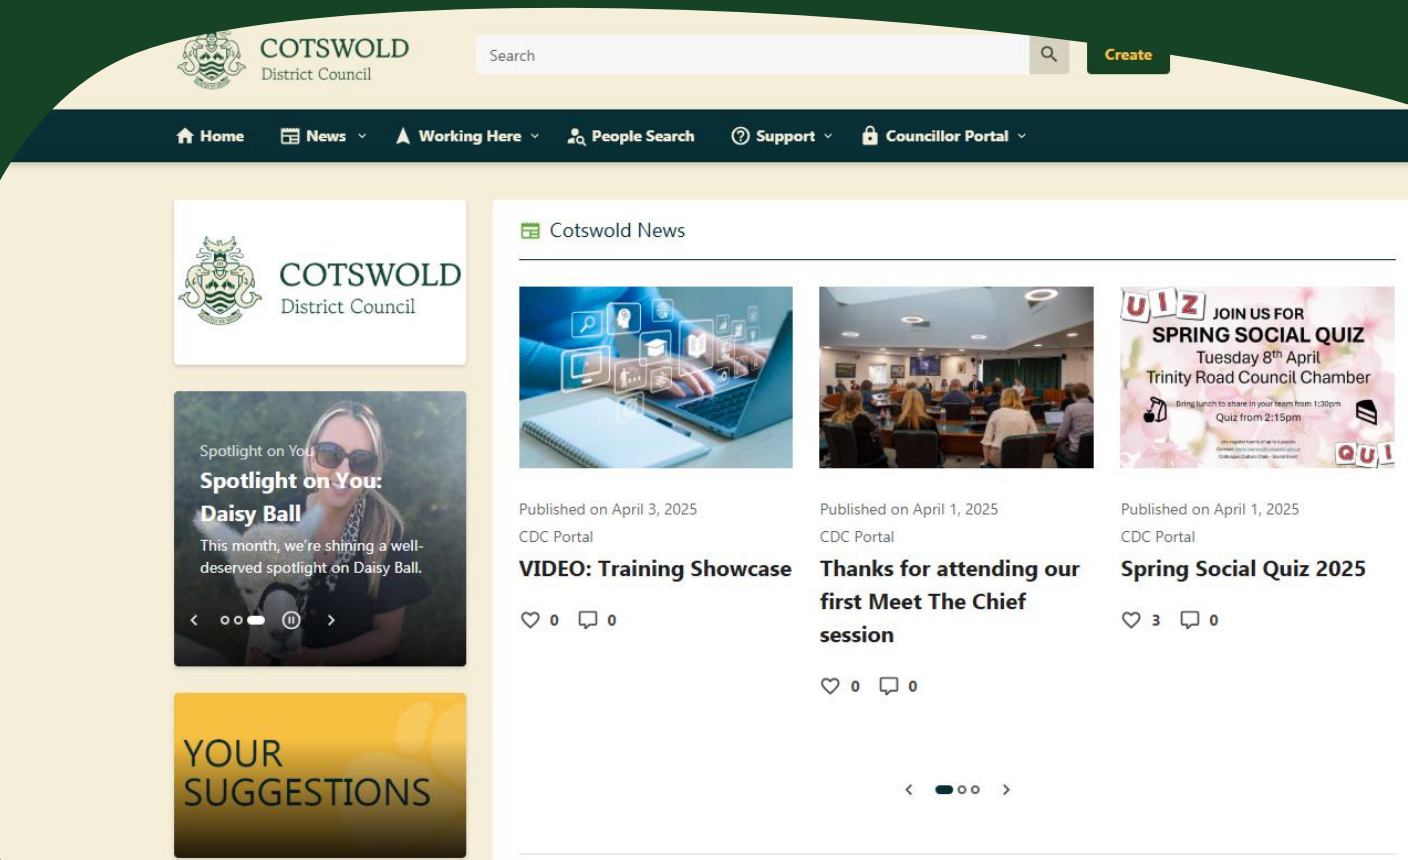 COTSWOLD
District Council
Search
Create
Home
News
Working Here
People Search
Support
Councillor Portal
COTSWOLD
District Council
Spotlight on You
Spotlight on You:
Daisy Ball
This month, we're shining a well-
deserved spotlight on Daisy Ball.
YOUR
SUGGESTIONS
Cotswold News
Published on April 3, 2025
CDC Portal
VIDEO: Training Showcase
0 0
Published on April 1, 2025
CDC Portal
Thanks for attending our
first Meet The Chief
session
0 0
UIZ
JOIN US FOR
SPRING SOCIAL QUIZ
Tuesday 8th April
Trinity Road Council Chamber
Bring lunch to share in your team from 1:30pm
Quiz from 2:15pm
QUI
Published on April 1, 2025
CDC Portal
Spring Social Quiz 2025
3 0